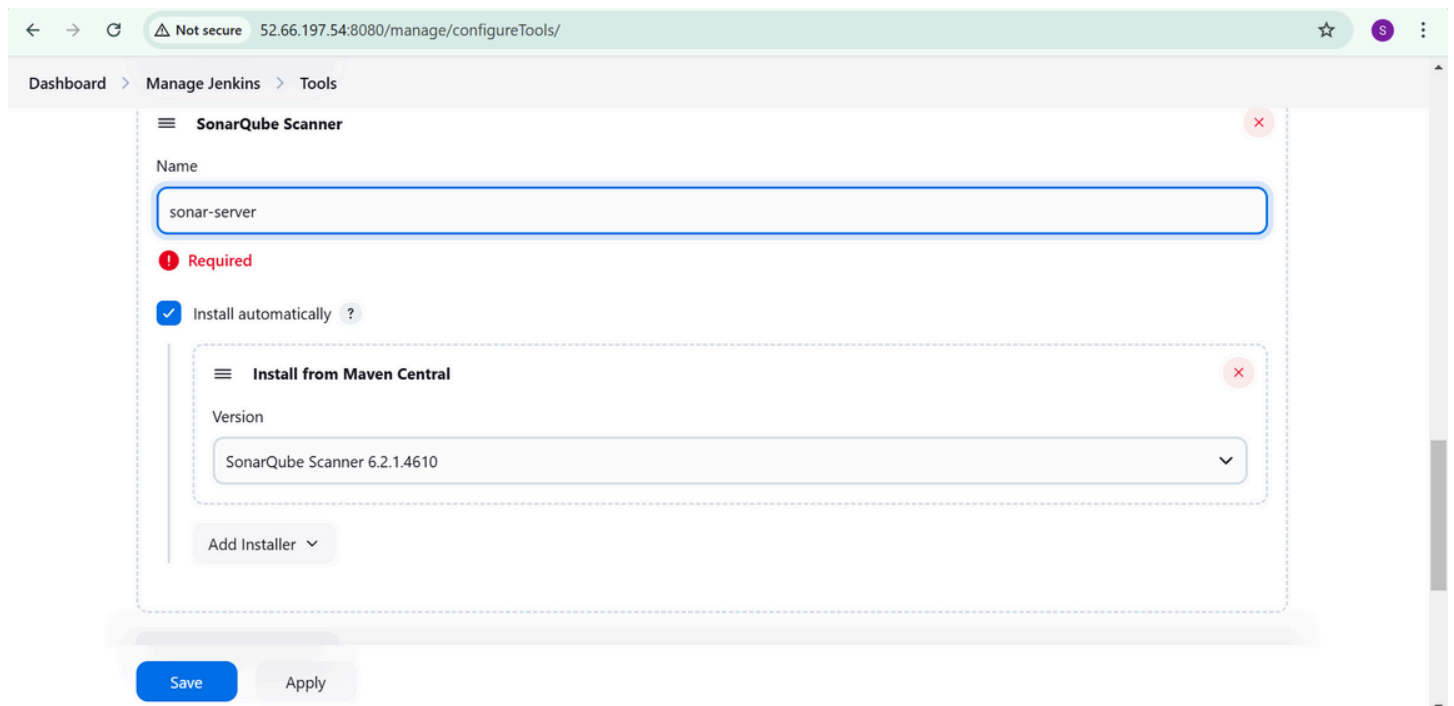 Not secure 52.66.197.54:8080/manage/configureTools/
S
Dashboard > Manage Jenkins > Tools
SonarQube Scanner
Name
sonar-server
! Required
Install automatically ?
Install from Maven Central
Version
SonarQube Scanner 6.2.1.4610
Add Installer
Save Apply